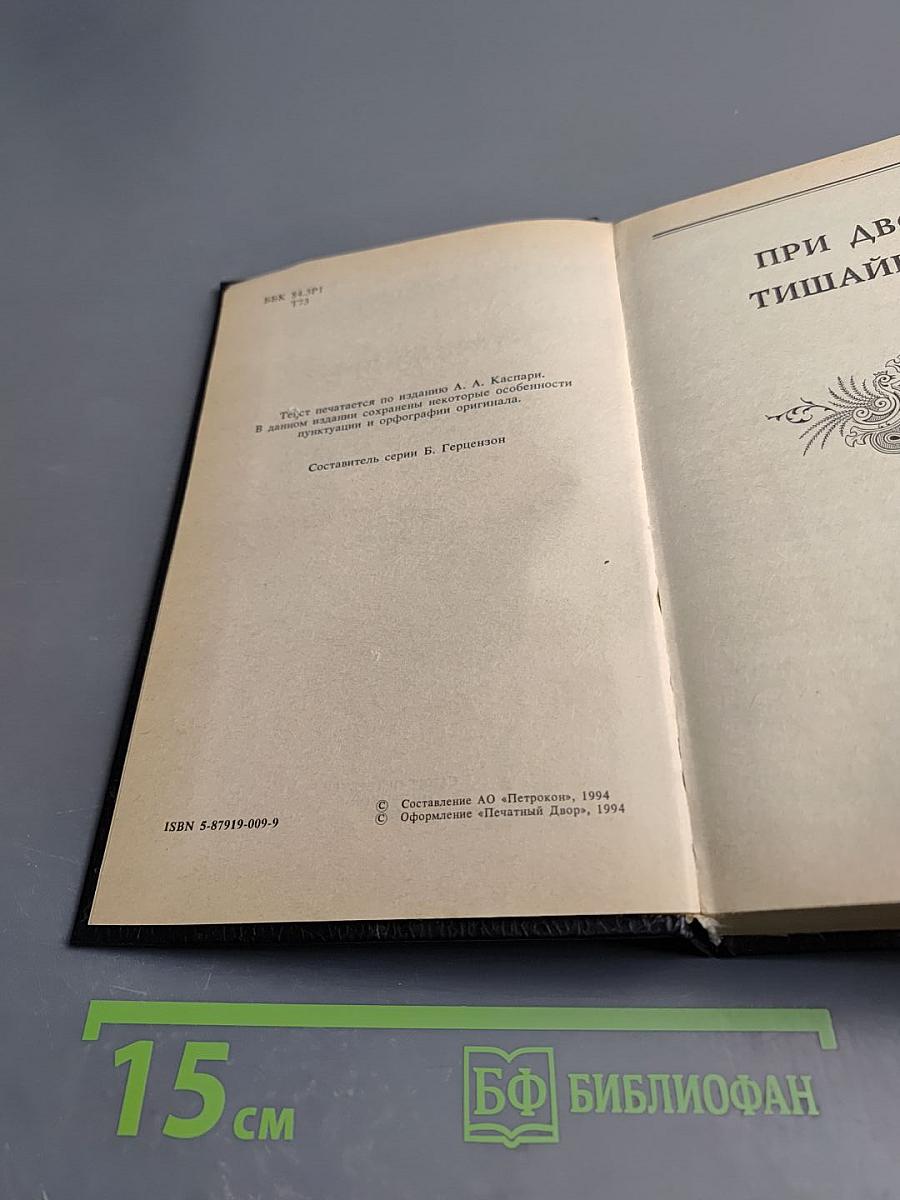 ББК 84.3Р1
Т73
Текст печатается по изданию А. А. Каспари.
В данном издании сохранены некоторые особенности
пунктуации и орфографии оригинала.
Составитель серии Б. Герцензон
© Составление АО «Петрокон», 1994
© Оформление «Печатный Двор», 1994
ISBN 5-87919-009-9
ПРИ
15 см
БФ БИБЛИОФАН